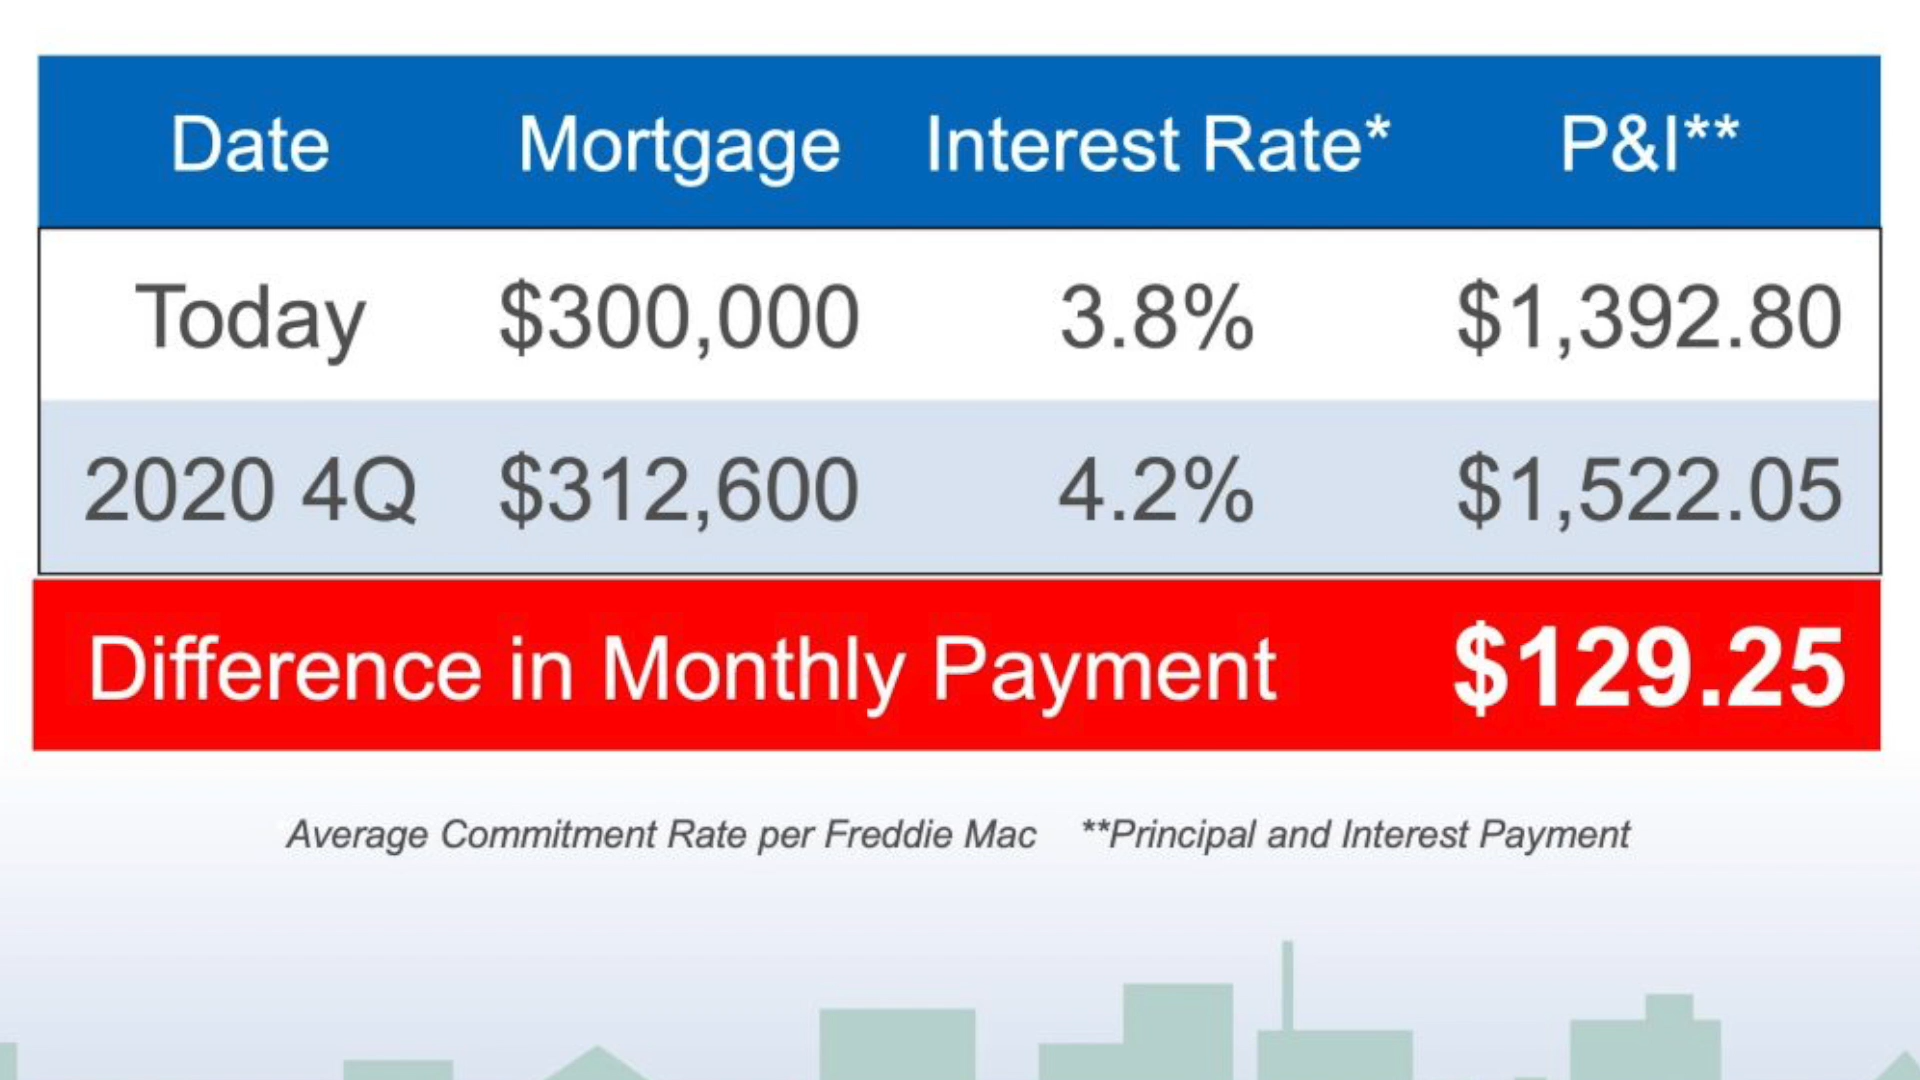 Date Mortgage Interest Rate* P&I**
Today $300,000 3.8% $1,392.80
2020 4Q $312,600 4.2% $1,522.05
Difference in Monthly Payment $129.25
Average Commitment Rate per Freddie Mac **Principal and Interest Payment